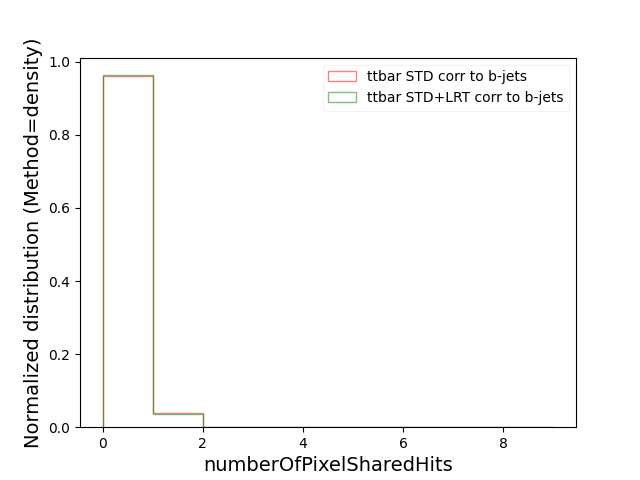 ttbar STD corr to b-jets
ttbar STD+LRT corr to b-jets
Normalized distribution (Method=density)
1.0
0.8
0.6
0.4
0.2
0.0
0 2 4 6 8
numberOfPixelSharedHits